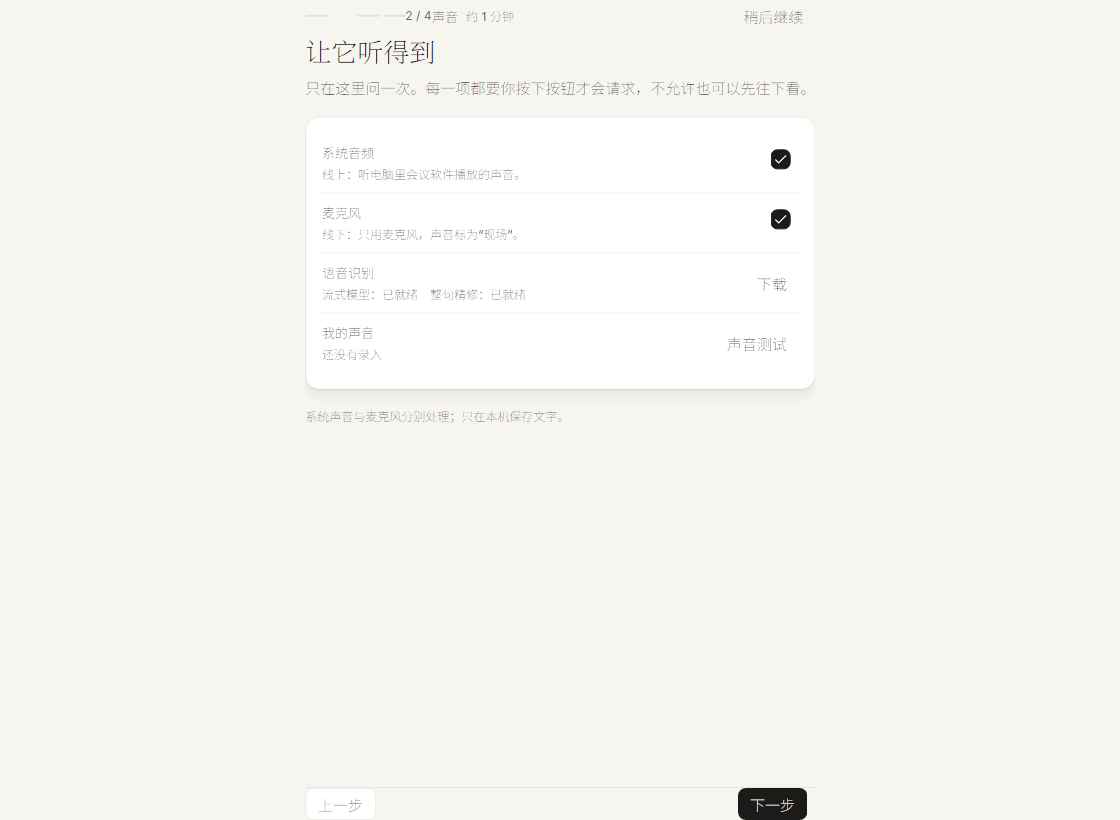 2 / 4 声音 约 1 分钟 稍后继续
让它听得到
只在这里问一次。每一项都要你按下按钮才会请求，不允许也可以先往下看。
系统音频
线上：听电脑里会议软件播放的声音。
麦克风
线下：只用麦克风，声音标为“现场”。
语音识别
流式模型：已就绪 整句精修：已就绪
下载
我的声音
还没有录入
声音测试
系统声音与麦克风分别处理；只在本机保存文字。
上一步 下一步